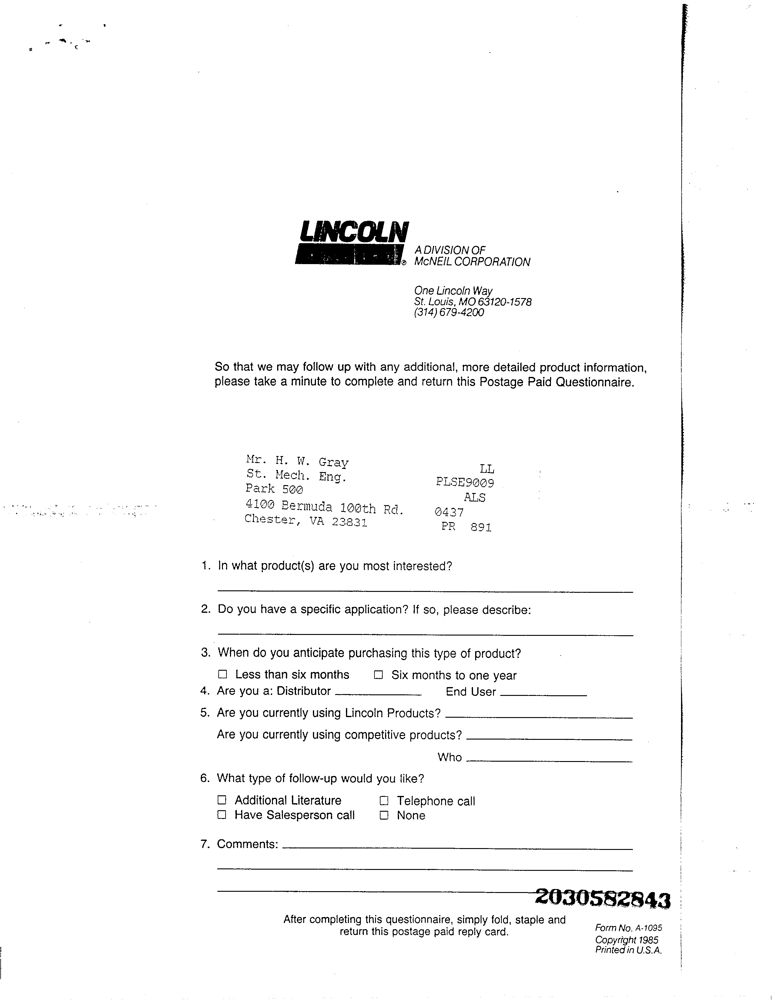 LINCOLN
A DIVISION OF
McNEIL CORPORATION
One Lincoln Way
St. Louis, MO 63120-1578
(314) 679-4200
So that we may follow up with any additional, more detailed product information,
please take a minute to complete and return this Postage Paid Questionnaire.
Mr. H. W. Gray
St. Mech. Eng.
Park 500
4100 Bermuda 100th Rd.
Chester, VA 23831
LL
PLSE9009
ALS
0437
PR 891
1. In what product(s) are you most interested?
2. Do you have a specific application? If so, please describe:
3. When do you anticipate purchasing this type of product?
☐ Less than six months ☐ Six months to one year
4. Are you a: Distributor End User
5. Are you currently using Lincoln Products?
Are you currently using competitive products?
Who
6. What type of follow-up would you like?
☐ Additional Literature ☐ Telephone call
☐ Have Salesperson call ☐ None
7. Comments:
2030582843
After completing this questionnaire, simply fold, staple and
return this postage paid reply card.
Form No. A-1095
Copyright 1985
Printed in U.S.A.